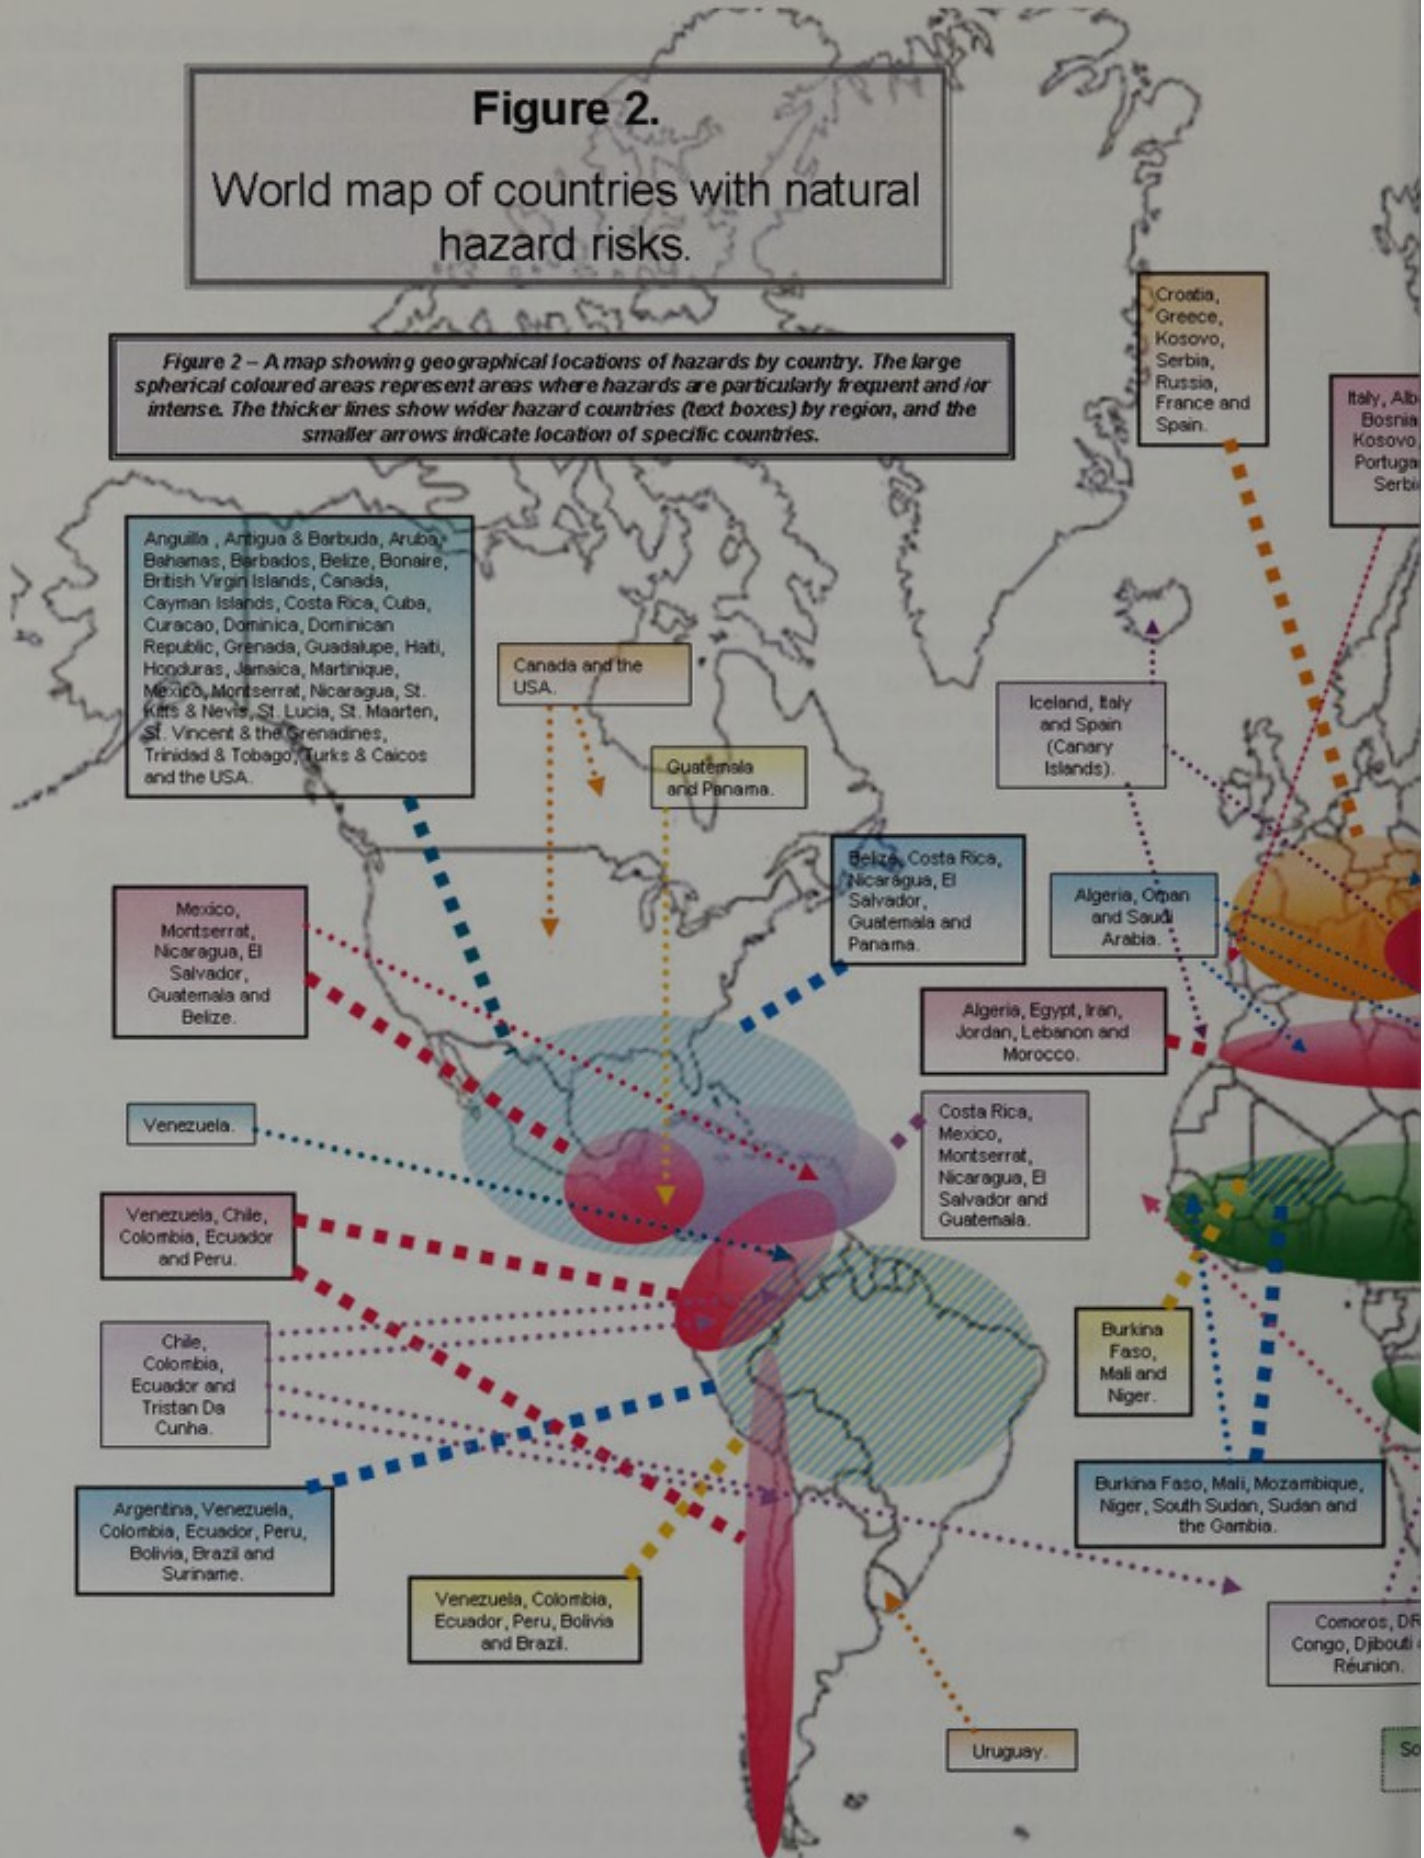 Figure 2.
World map of countries with natural
hazard risks.
Figure 2 – A map showing geographical locations of hazards by country. The large
spherical coloured areas represent areas where hazards are particularly frequent and /or
intense. The thicker lines show wider hazard countries (text boxes) by region, and the
smaller arrows indicate location of specific countries.
Croatia,
Greece,
Kosovo,
Serbia,
Russia,
France and
Spain.
Italy, Alb
Bosnia
Kosovo,
Portuga
Serbi
Anguilla , Antigua & Barbuda, Aruba,
Bahamas, Barbados, Belize, Bonaire,
British Virgin Islands, Canada,
Cayman Islands, Costa Rica, Cuba,
Curacao, Dominica, Dominican
Republic, Grenada, Guadalupe, Haiti,
Honduras, Jamaica, Martinique,
Mexico, Montserrat, Nicaragua, St.
Kitts & Nevis, St. Lucia, St. Maarten,
St. Vincent & the Grenadines,
Trinidad & Tobago, Turks & Caicos
and the USA.
Canada and the
USA.
Iceland, Italy
and Spain
(Canary
Islands).
Guatemala
and Panama.
Belize, Costa Rica,
Nicaragua, El
Salvador,
Guatemala and
Panama.
Algeria, Oman
and Saudi
Arabia.
Mexico,
Montserrat,
Nicaragua, El
Salvador,
Guatemala and
Belize.
Algeria, Egypt, Iran,
Jordan, Lebanon and
Morocco.
Venezuela.
Costa Rica,
Mexico,
Montserrat,
Nicaragua, El
Salvador and
Guatemala.
Venezuela, Chile,
Colombia, Ecuador
and Peru.
Chile,
Colombia,
Ecuador and
Tristan Da
Cunha.
Burkina
Faso,
Mali and
Niger.
Argentina, Venezuela,
Colombia, Ecuador, Peru,
Bolivia, Brazil and
Suriname.
Burkina Faso, Mali, Mozambique,
Niger, South Sudan, Sudan and
the Gambia.
Venezuela, Colombia,
Ecuador, Peru, Bolivia
and Brazil.
Comoros, DR
Congo, Djibouti
Réunion.
Uruguay.
So